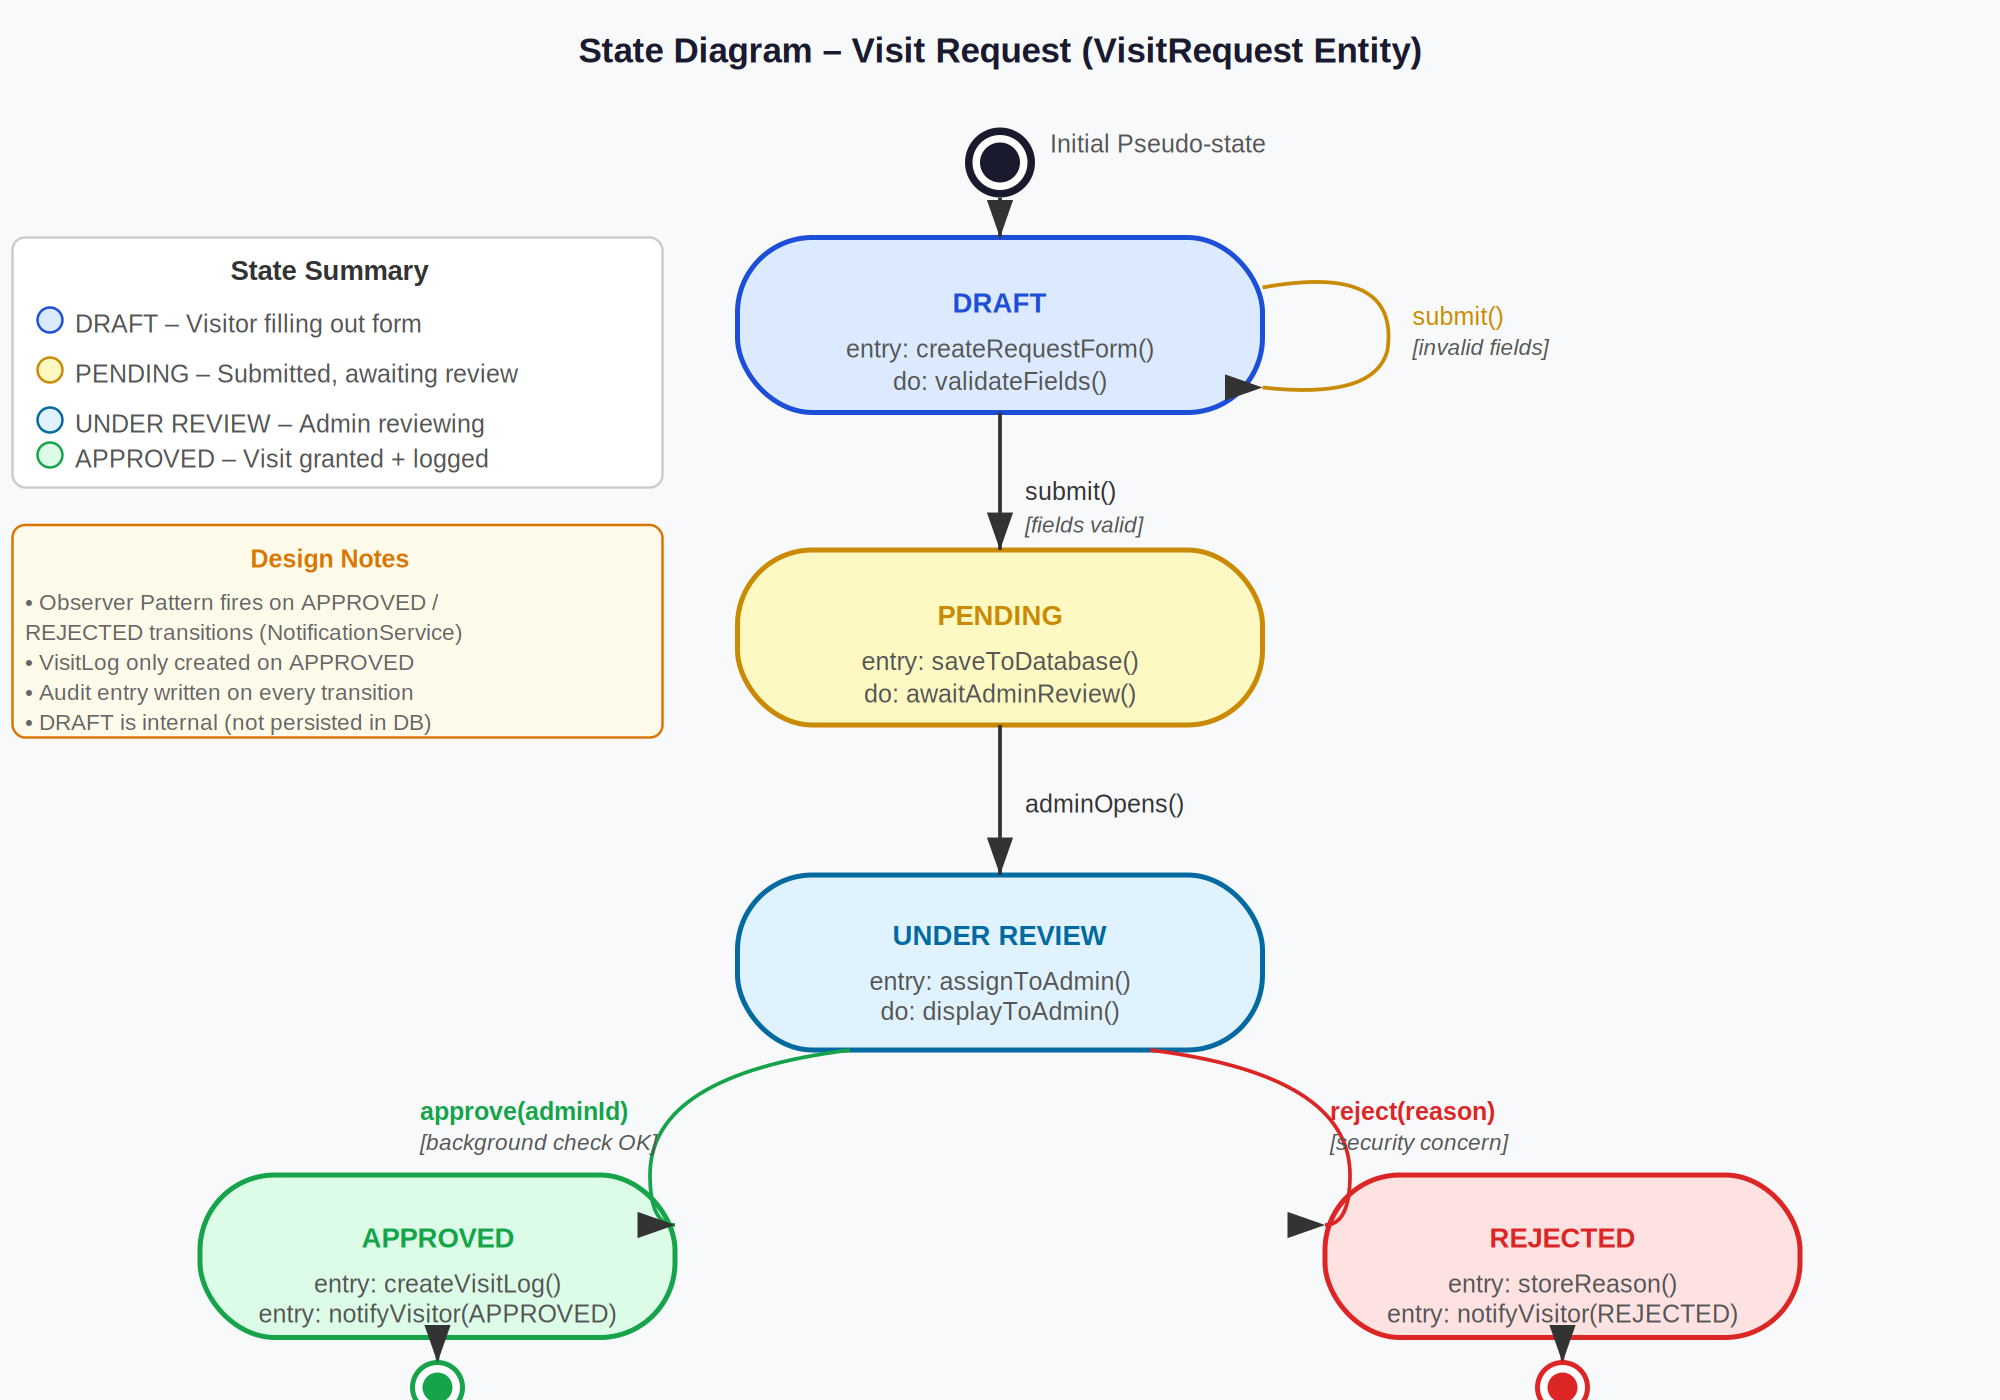 State Diagram – Visit Request (VisitRequest Entity)
Initial Pseudo-state
State Summary
DRAFT – Visitor filling out form
PENDING – Submitted, awaiting review
UNDER REVIEW – Admin reviewing
APPROVED – Visit granted + logged
Design Notes
• Observer Pattern fires on APPROVED /
REJECTED transitions (NotificationService)
• VisitLog only created on APPROVED
• Audit entry written on every transition
• DRAFT is internal (not persisted in DB)
DRAFT
entry: createRequestForm()
do: validateFields()
submit()
[invalid fields]
submit()
[fields valid]
PENDING
entry: saveToDatabase()
do: awaitAdminReview()
adminOpens()
UNDER REVIEW
entry: assignToAdmin()
do: displayToAdmin()
approve(adminId)
[background check OK]
reject(reason)
[security concern]
APPROVED
entry: createVisitLog()
entry: notifyVisitor(APPROVED)
REJECTED
entry: storeReason()
entry: notifyVisitor(REJECTED)